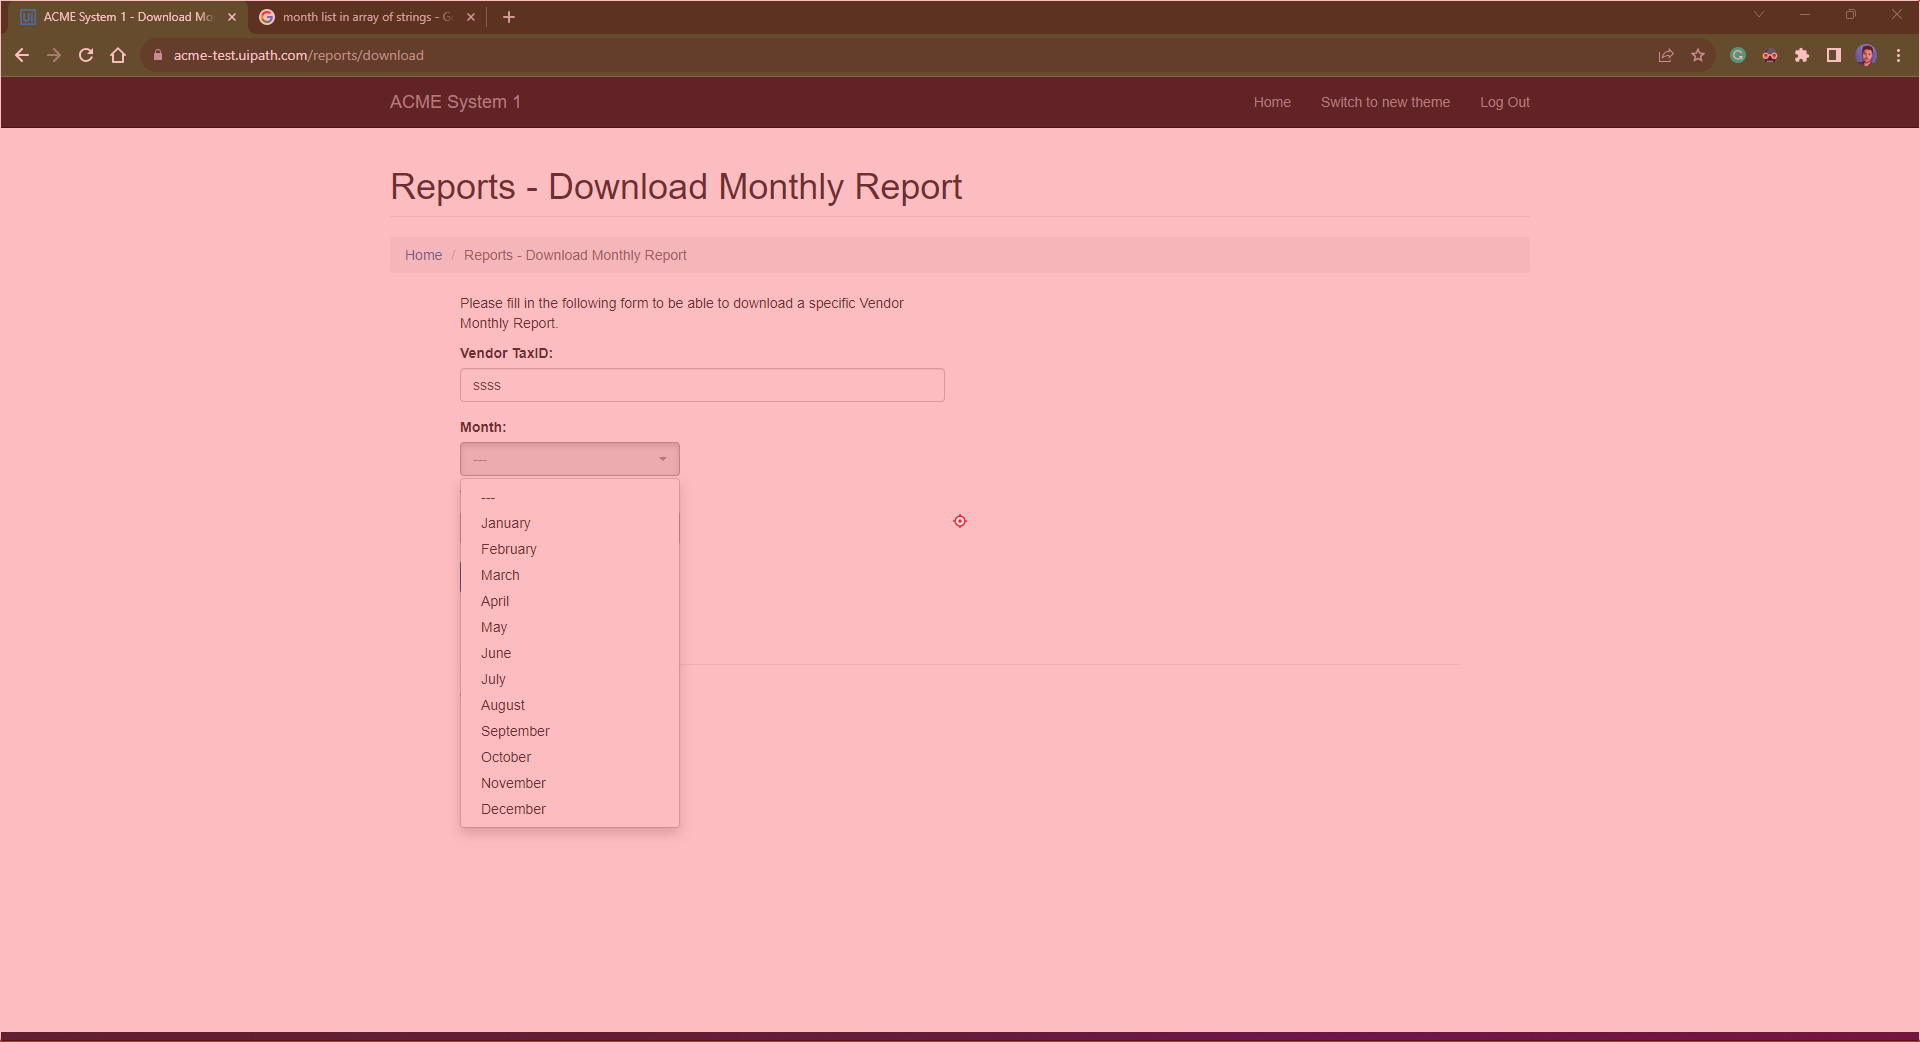 ACME System 1 - Download Mo
month list in array of strings - G
acme-test.uipath.com/reports/download
ACME System 1
Home
Switch to new theme
Log Out
Reports - Download Monthly Report
Home / Reports - Download Monthly Report
Please fill in the following form to be able to download a specific Vendor
Monthly Report.
Vendor TaxID:
ssss
Month:
---
---
January
February
March
April
May
June
July
August
September
October
November
December